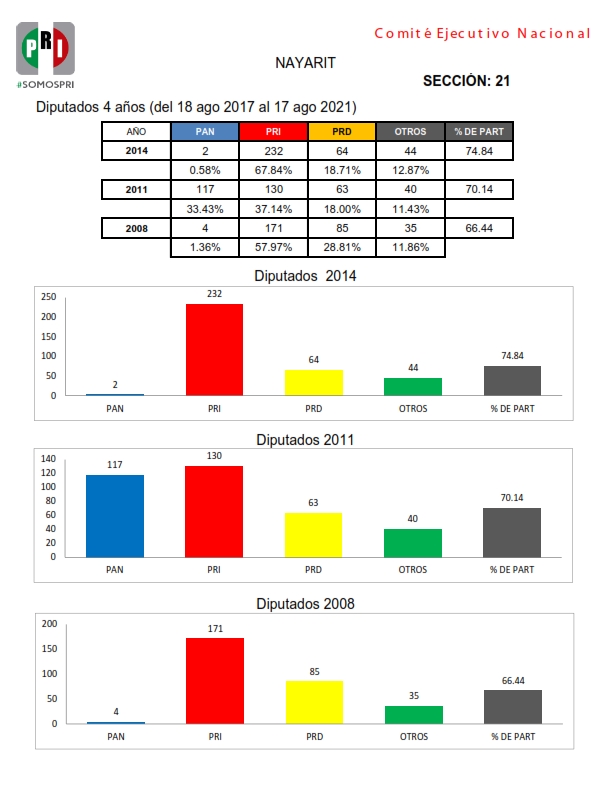 PRI
#SOMOSPRI
Comité Ejecutivo Nacional
NAYARIT
SECCIÓN: 21
Diputados 4 años (del 18 ago 2017 al 17 ago 2021)
AÑO PAN PRI PRD OTROS % DE PART
2014 2 232 64 44 74.84
0.58% 67.84% 18.71% 12.87%
2011 117 130 63 40 70.14
33.43% 37.14% 18.00% 11.43%
2008 4 171 85 35 66.44
1.36% 57.97% 28.81% 11.86%
Diputados 2014
250
200
150
100
50
0
2 232 64 44 74.84
PAN PRI PRD OTROS % DE PART
Diputados 2011
140
120
100
80
60
40
20
0
117 130 63 40 70.14
PAN PRI PRD OTROS % DE PART
Diputados 2008
200
150
100
50
0
4 171 85 35 66.44
PAN PRI PRD OTROS % DE PART